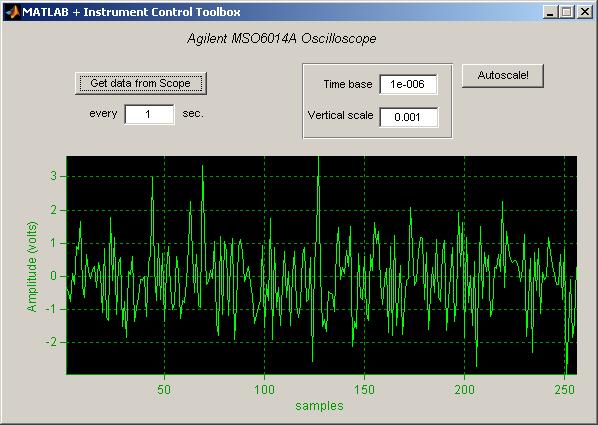 MATLAB + Instrument Control Toolbox
Agilent MSO6014A Oscilloscope
Get data from Scope
every 1 sec.
Time base 1e-006
Vertical scale 0.001
Autoscale!
Amplitude (volts)
3
2
1
0
-1
-2
50 100 150 200 250
samples